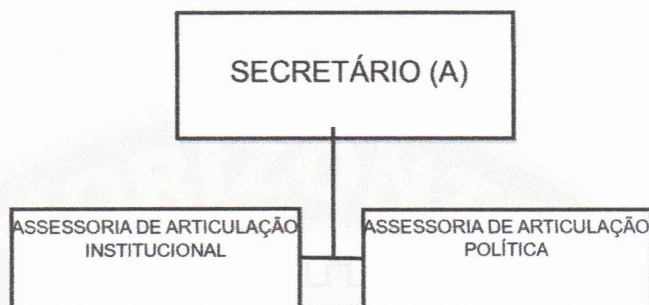 SECRETÁRIO (A)
ASSESSORIA DE ARTICULAÇÃO
INSTITUCIONAL
ASSESSORIA DE ARTICULAÇÃO
POLÍTICA